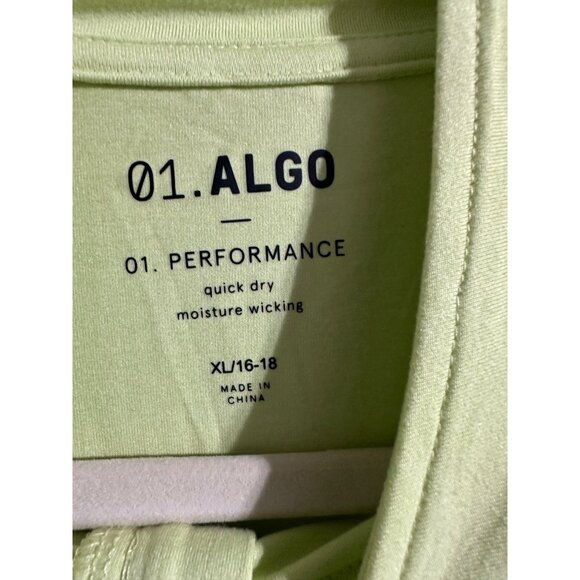 01.ALGO
—
01. PERFORMANCE
quick dry
moisture wicking
XL/16-18
MADE IN
CHINA